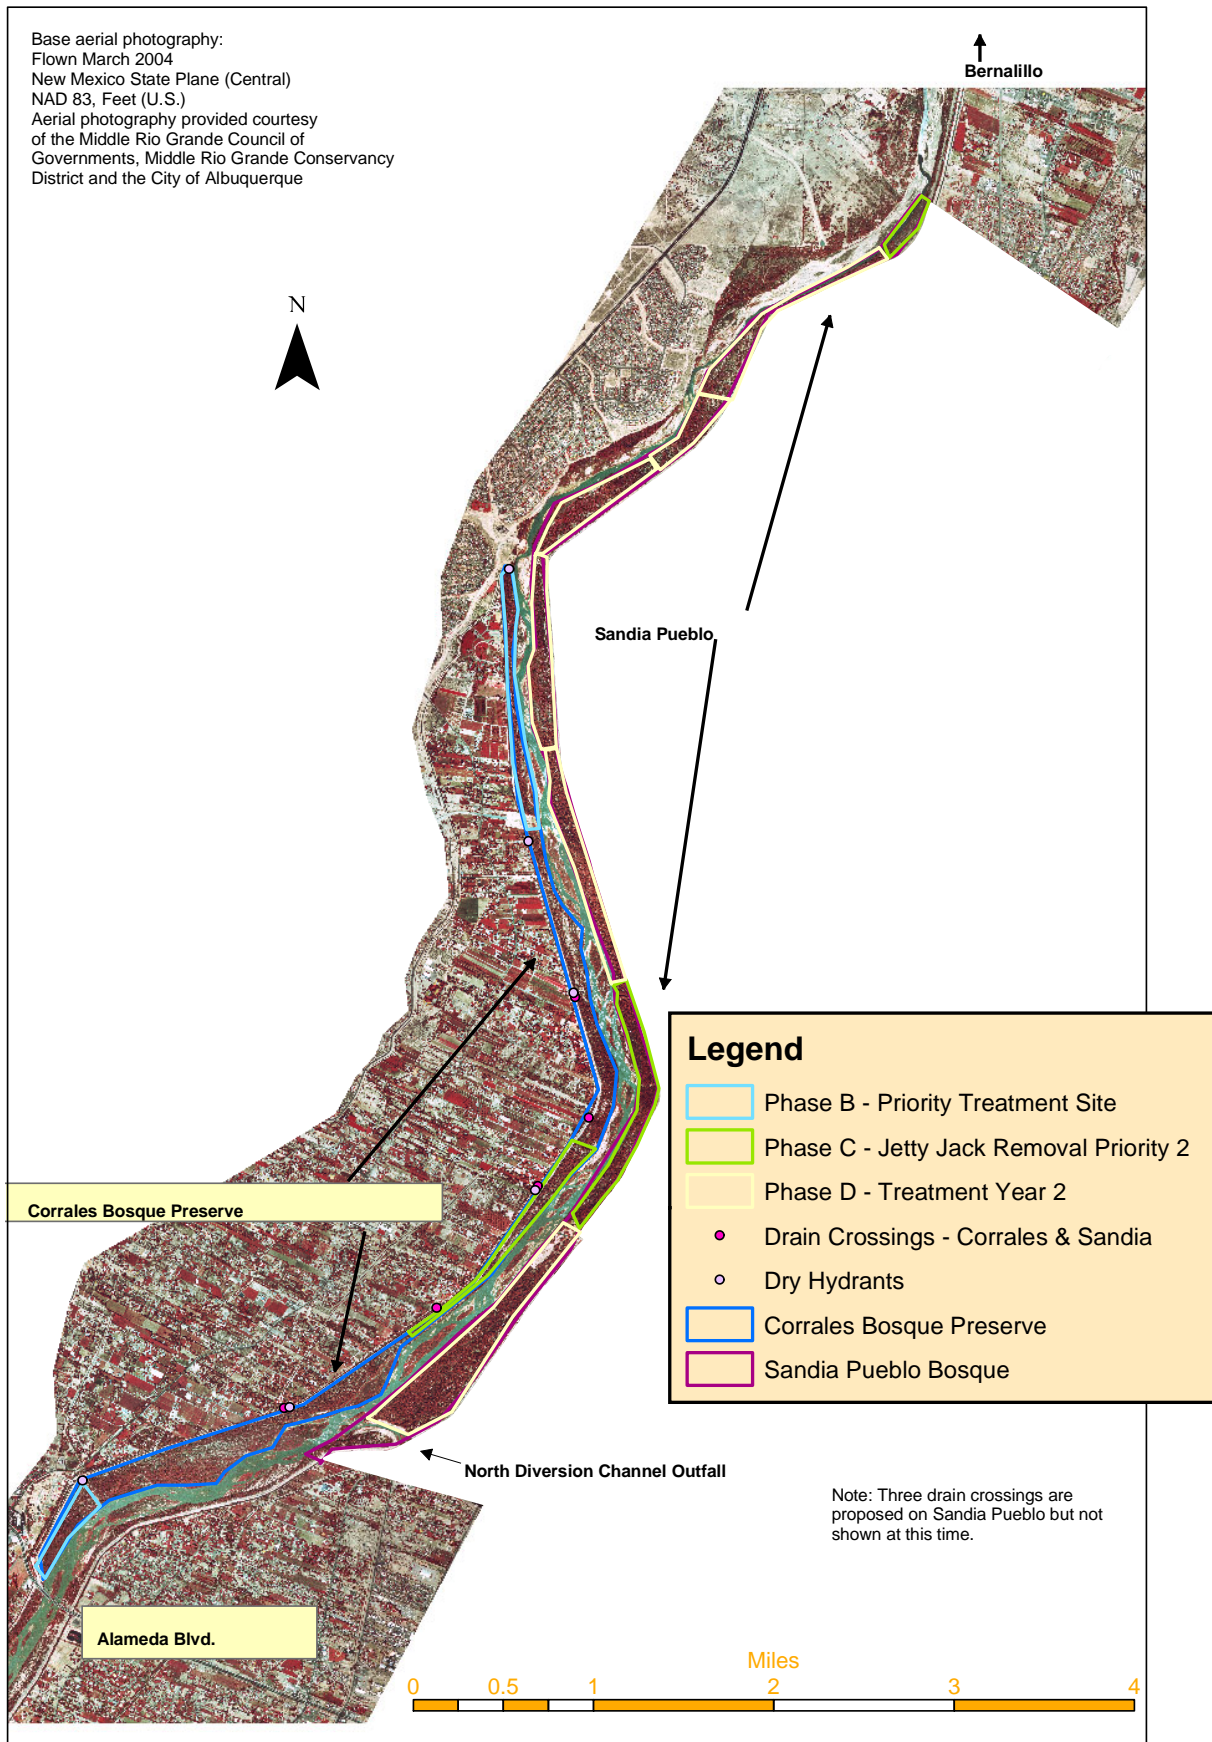 Base aerial photography:
Flown March 2004
New Mexico State Plane (Central)
NAD 83, Feet (U.S.)
Aerial photography provided courtesy
of the Middle Rio Grande Council of
Governments, Middle Rio Grande Conservancy
District and the City of Albuquerque
Bernalillo
N
Sandia Pueblo
Legend
Phase B - Priority Treatment Site
Phase C - Jetty Jack Removal Priority 2
Phase D - Treatment Year 2
Drain Crossings - Corrales & Sandia
Dry Hydrants
Corrales Bosque Preserve
Sandia Pueblo Bosque
Corrales Bosque Preserve
North Diversion Channel Outfall
Note: Three drain crossings are
proposed on Sandia Pueblo but not
shown at this time.
Alameda Blvd.
Miles
0 0.5 1 2 3 4